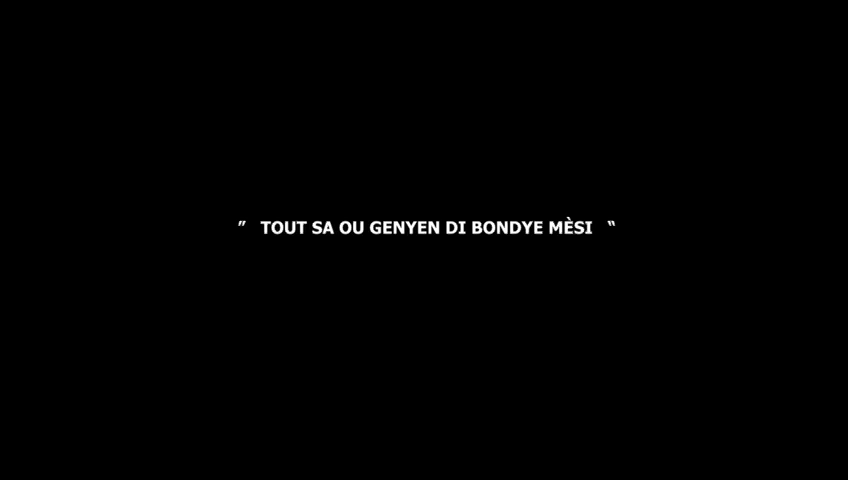 ” TOUT SA OU GENYEN DI BONDYE MÈSI “